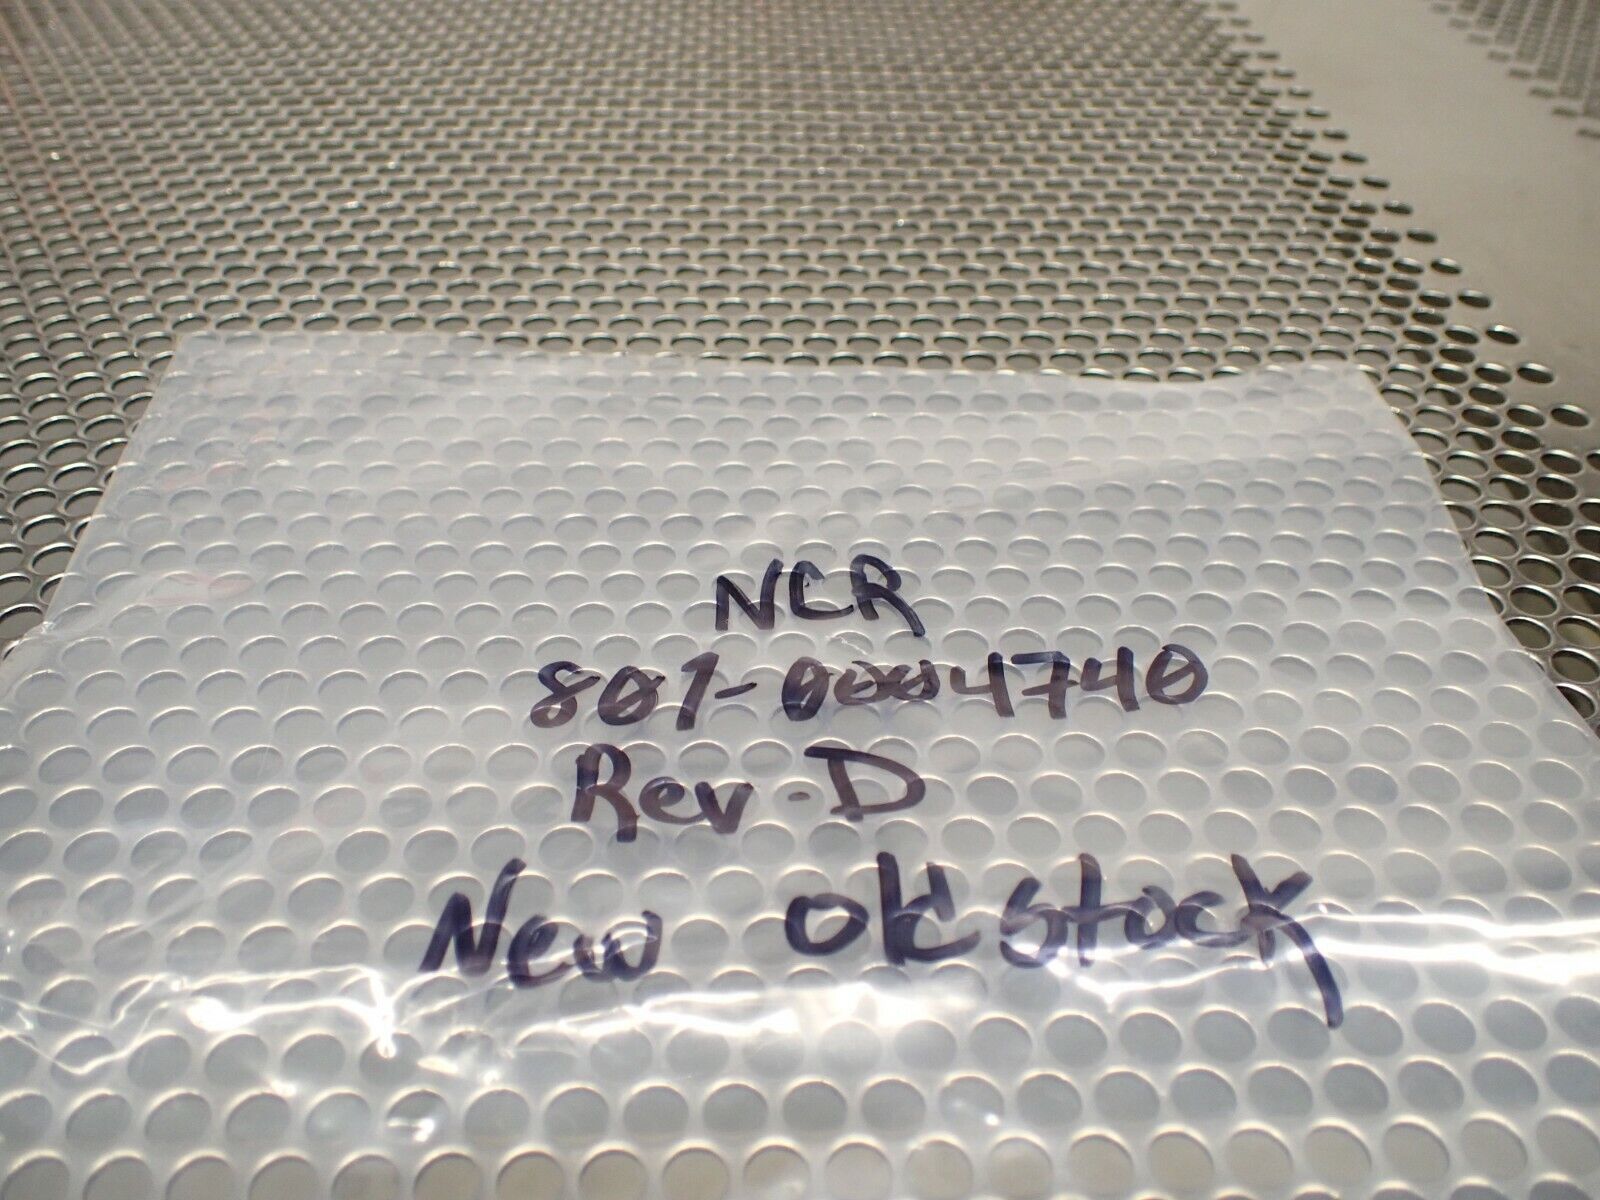 NCR
801-0004740
Rev-D
New old stock